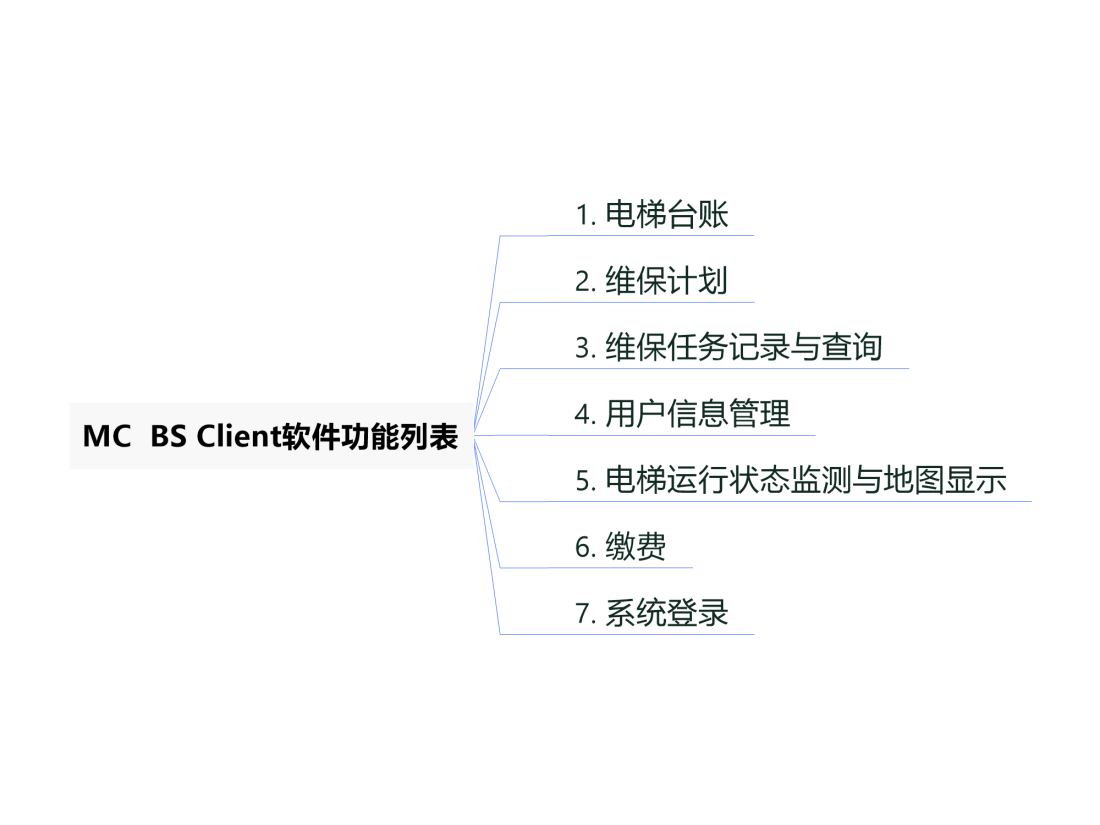 MC  BS Client软件功能列表
1. 电梯台账
2. 维保计划
3. 维保任务记录与查询
4. 用户信息管理
5. 电梯运行状态监测与地图显示
6. 缴费
7. 系统登录